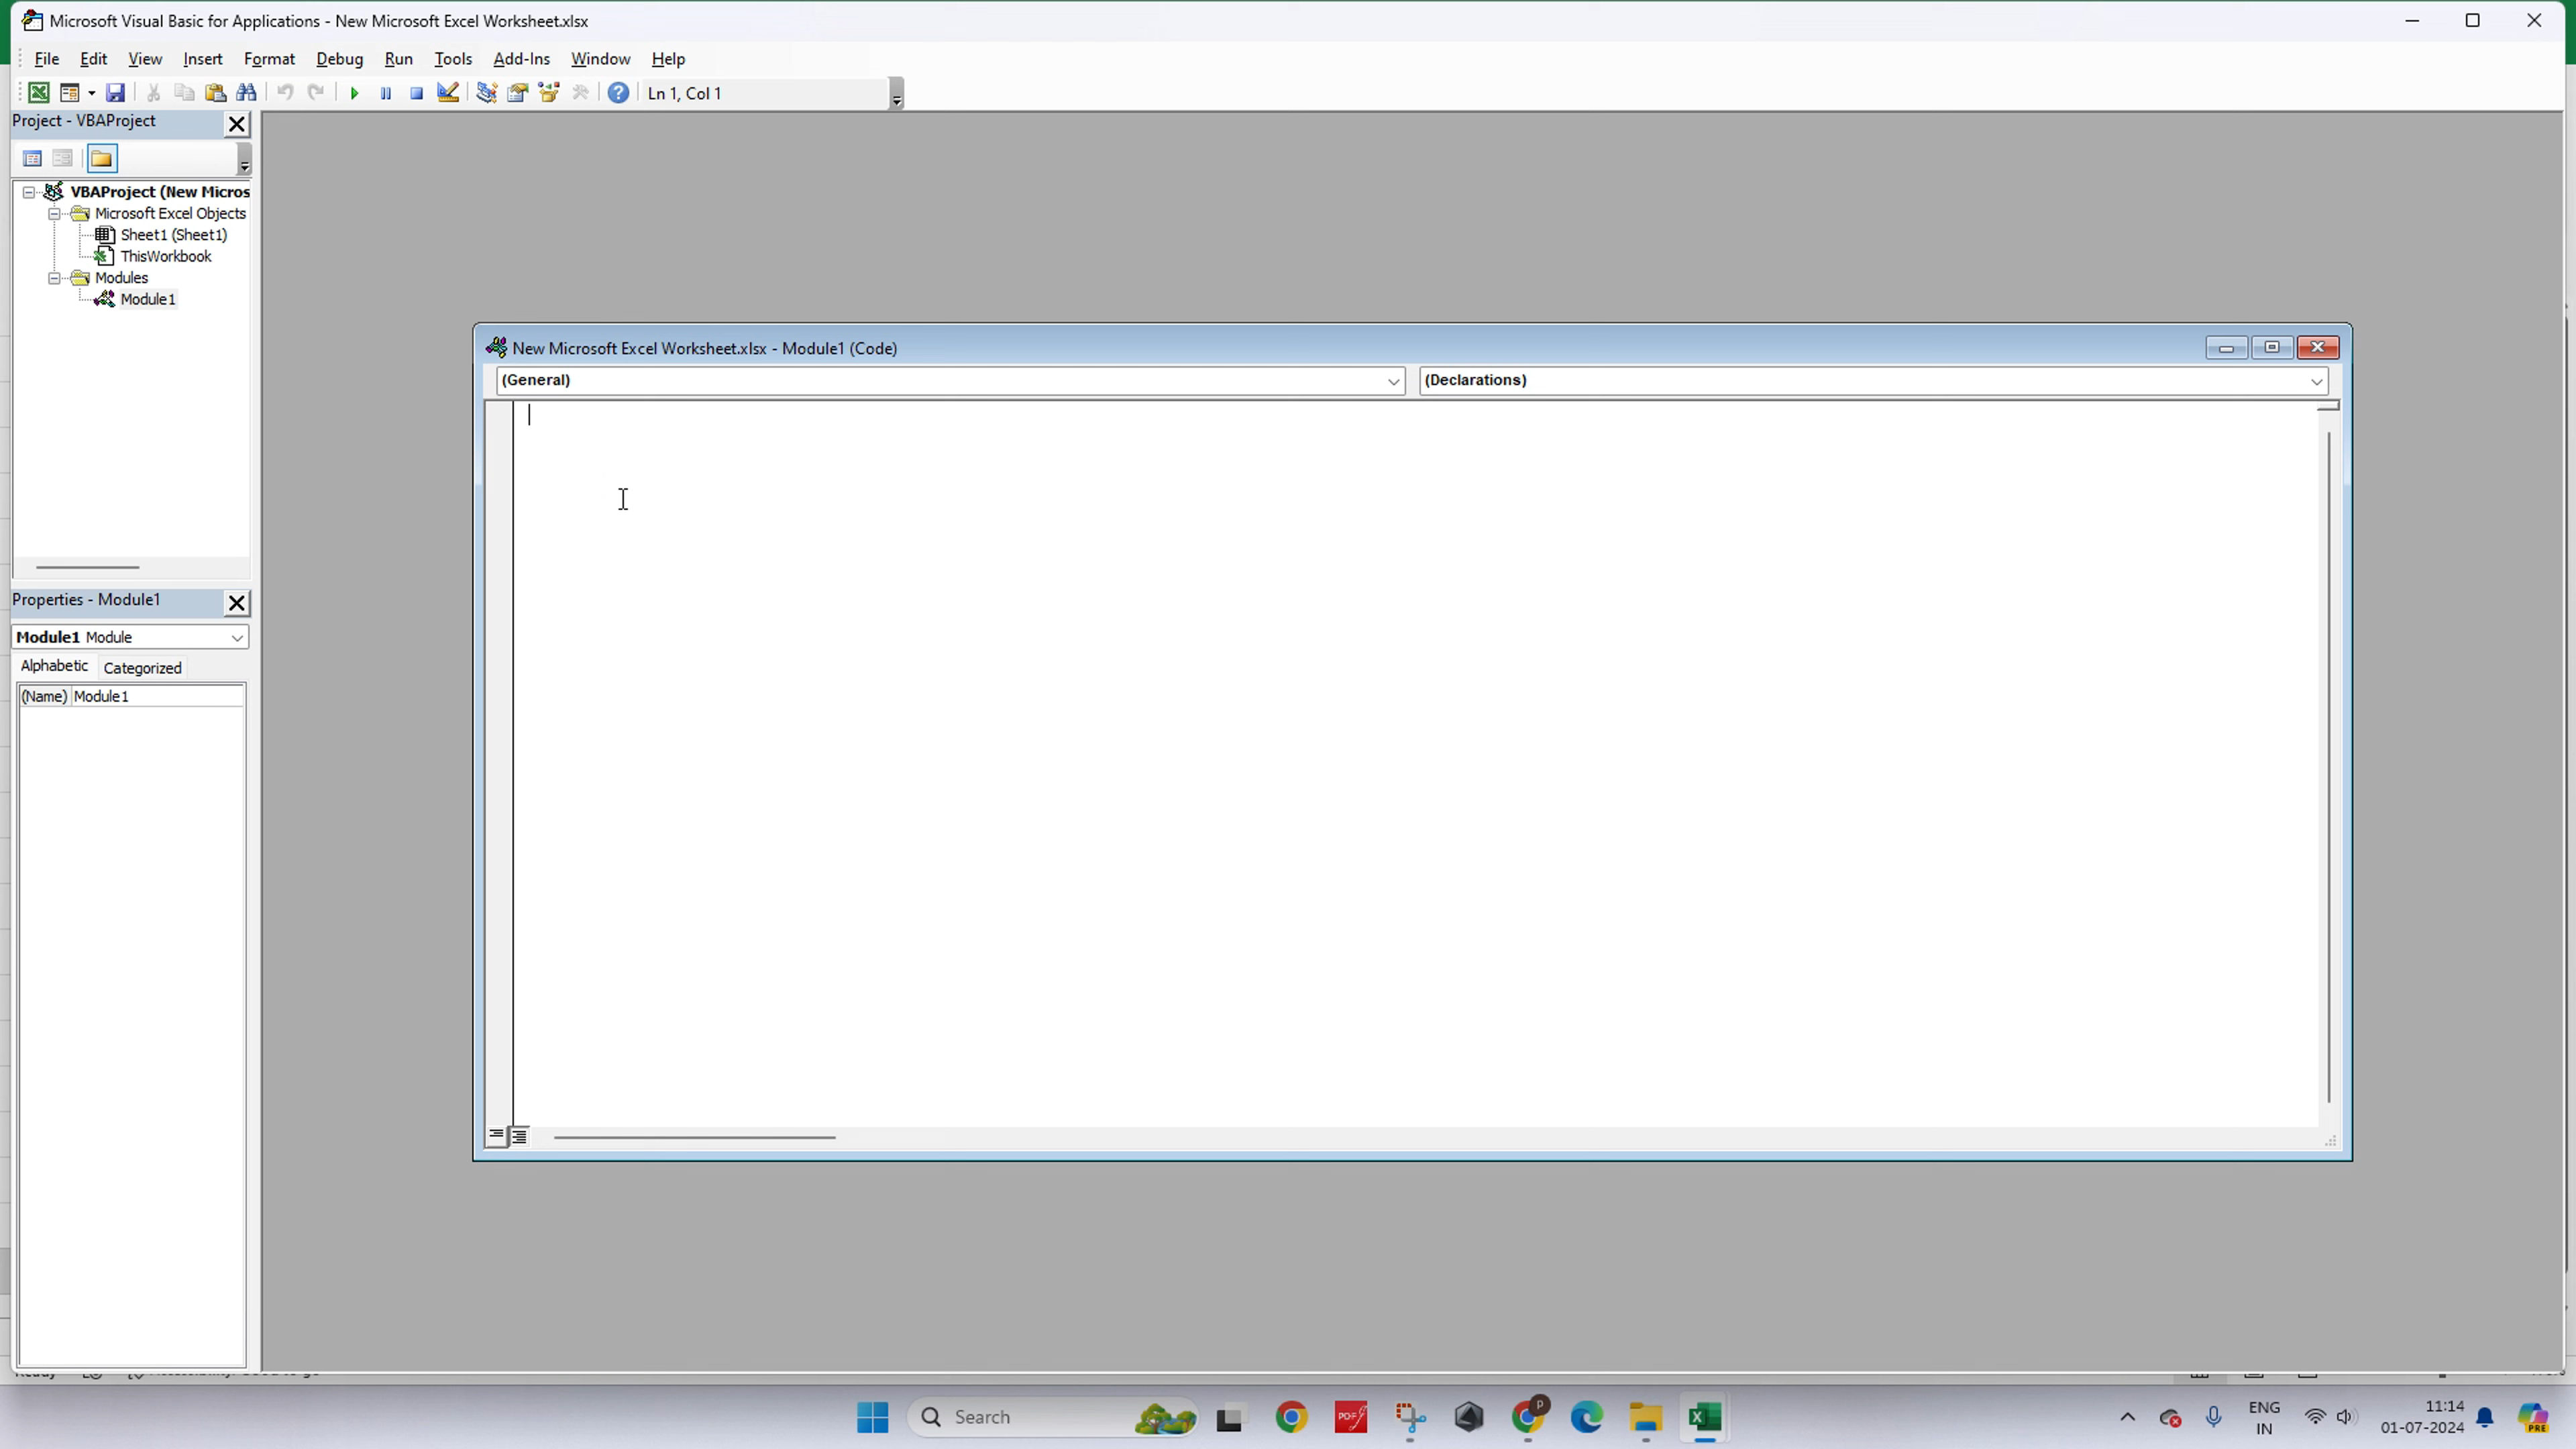 Microsoft Visual Basic for Applications - New Microsoft Excel Worksheet.xlsx
File Edit View Insert Format Debug Run Tools Add-Ins Window Help
Ln 1, Col 1
Project - VBAProject
VBAProject (New Micros
Microsoft Excel Objects
Sheet1 (Sheet1)
ThisWorkbook
Modules
Module1
New Microsoft Excel Worksheet.xlsx - Module1 (Code)
(General) (Declarations)
Properties - Module1
Module1 Module
Alphabetic Categorized
(Name) Module1
Search
PDF
P
ENG
IN
11:14
01-07-2024
PRE